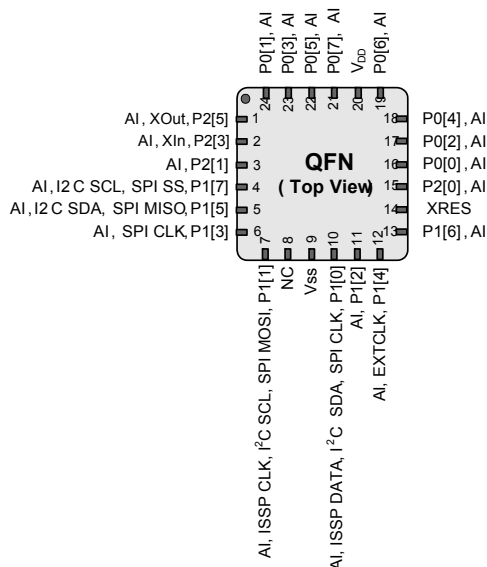 P0[1], AI
P0[3], AI
P0[5], AI
P0[7], AI
VDD
P0[6], AI
24
23
22
21
20
19
AI, XOut, P2[5]
1
AI, XIn, P2[3]
2
AI, P2[1]
3
AI, I2 C SCL, SPI SS, P1[7]
4
AI, I2 C SDA, SPI MISO, P1[5]
5
AI, SPI CLK, P1[3]
6
QFN
( Top View)
18
P0[4], AI
17
P0[2], AI
16
P0[0], AI
15
P2[0], AI
14
XRES
13
P1[6], AI
7
8
9
10
11
12
AI, ISSP CLK, I²C SCL, SPI MOSI, P1[1]
NC
Vss
AI, ISSP DATA, I²C SDA, SPI CLK, P1[0]
AI, P1[2]
AI, EXTCLK, P1[4]